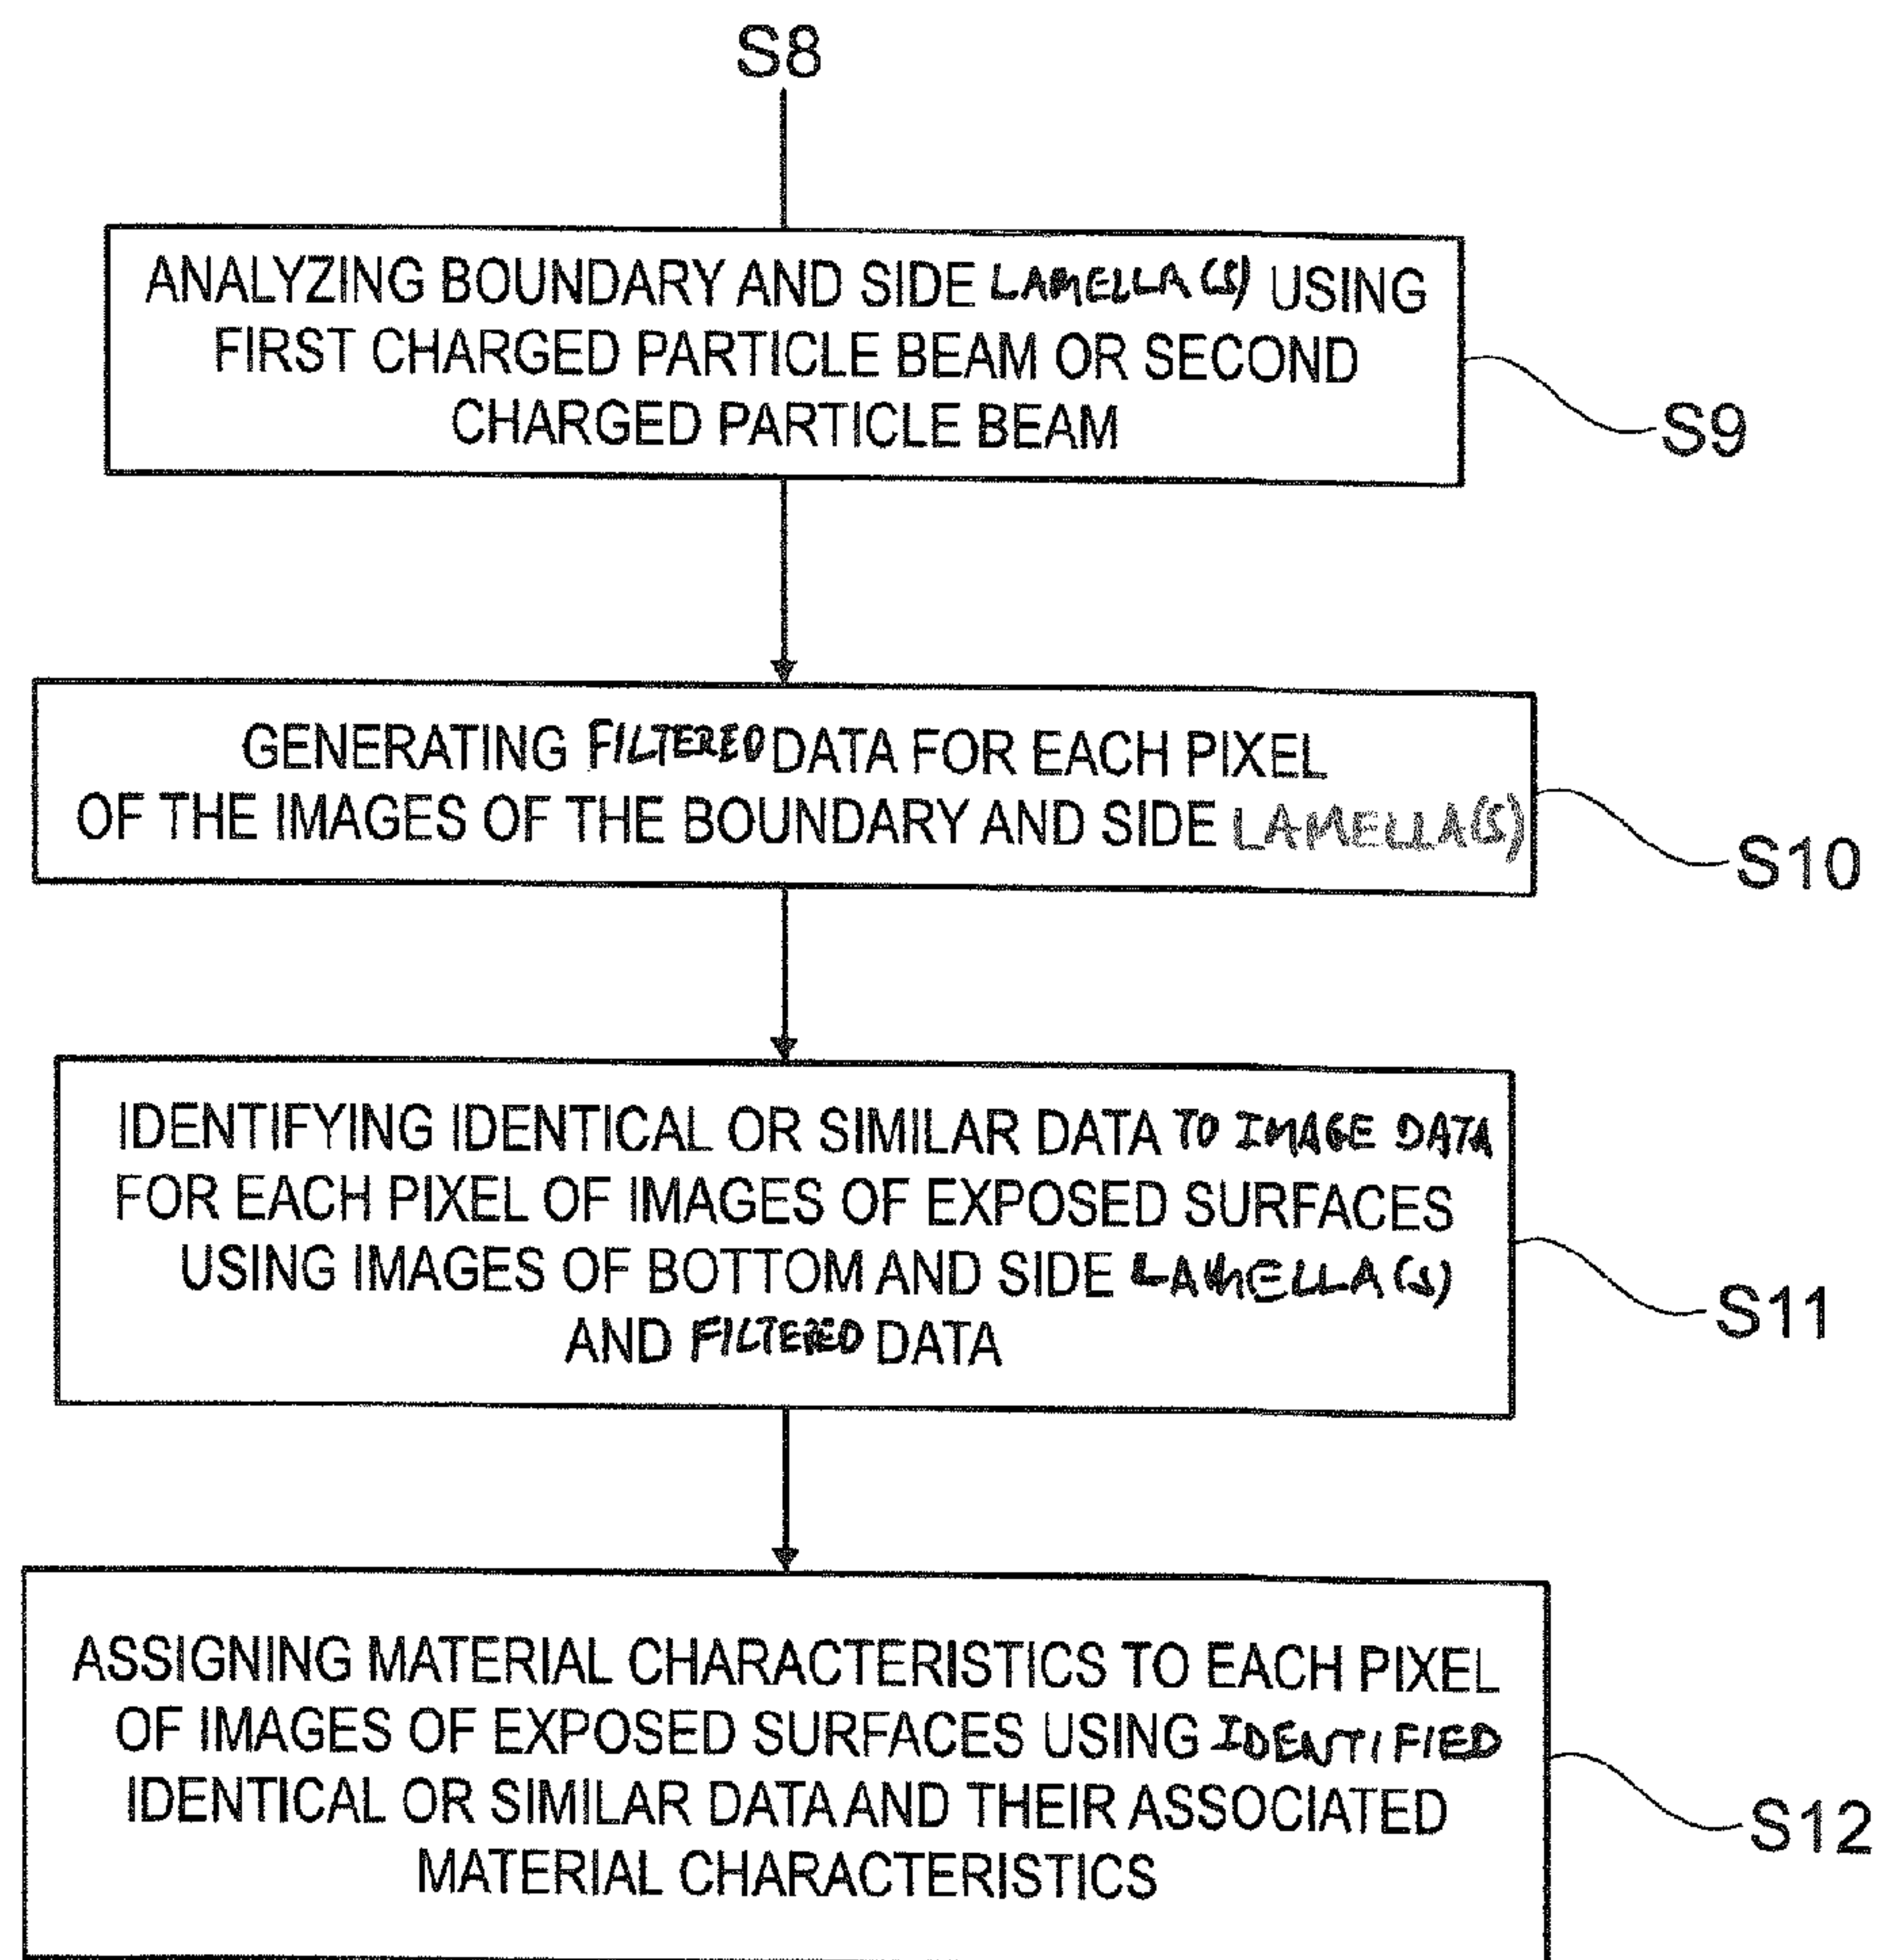 S8
ANALYZING BOUNDARY AND SIDE LAMELLA(S) USING
FIRST CHARGED PARTICLE BEAM OR SECOND
CHARGED PARTICLE BEAM
S9
GENERATING FILTERED DATA FOR EACH PIXEL
OF THE IMAGES OF THE BOUNDARY AND SIDE LAMELLA(S)
S10
IDENTIFYING IDENTICAL OR SIMILAR DATA TO IMAGE DATA
FOR EACH PIXEL OF IMAGES OF EXPOSED SURFACES
USING IMAGES OF BOTTOM AND SIDE LAMELLA(S)
AND FILTERED DATA
S11
ASSIGNING MATERIAL CHARACTERISTICS TO EACH PIXEL
OF IMAGES OF EXPOSED SURFACES USING IDENTIFIED
IDENTICAL OR SIMILAR DATA AND THEIR ASSOCIATED
MATERIAL CHARACTERISTICS
S12